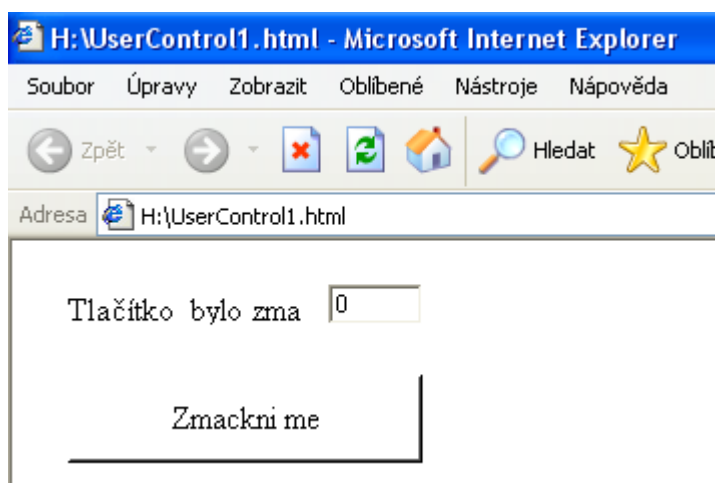 H:\UserControl1.html - Microsoft Internet Explorer
Soubor Úpravy Zobrazit Oblíbené Nástroje Nápověda
Zpět Hledat Oblíb
Adresa H:\UserControl1.html
Tlačítko bylo zma 0
Zmackni me